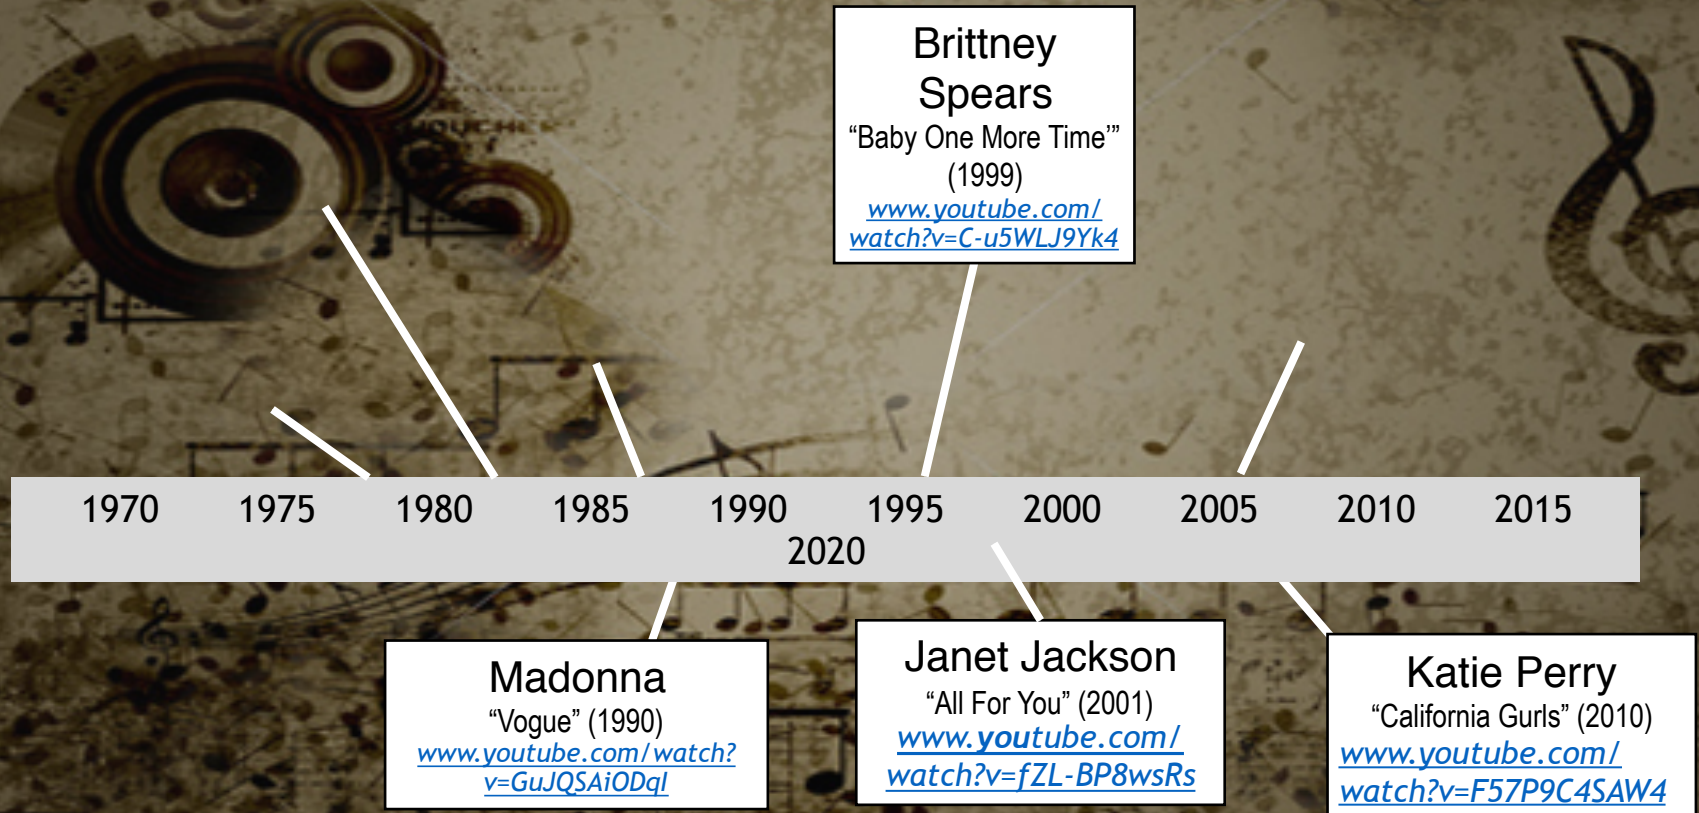 Brittney
Spears
“Baby One More Time’”
(1999)
www.youtube.com/
watch?v=C-u5WLJ9Yk4
1970 1975 1980 1985 1990 1995 2000 2005 2010 2015
2020
Madonna
“Vogue” (1990)
www.youtube.com/watch?
v=GuJQSAiODqI
Janet Jackson
“All For You” (2001)
www.youtube.com/
watch?v=fZL-BP8wsRs
Katie Perry
“California Gurls” (2010)
www.youtube.com/
watch?v=F57P9C4SAW4